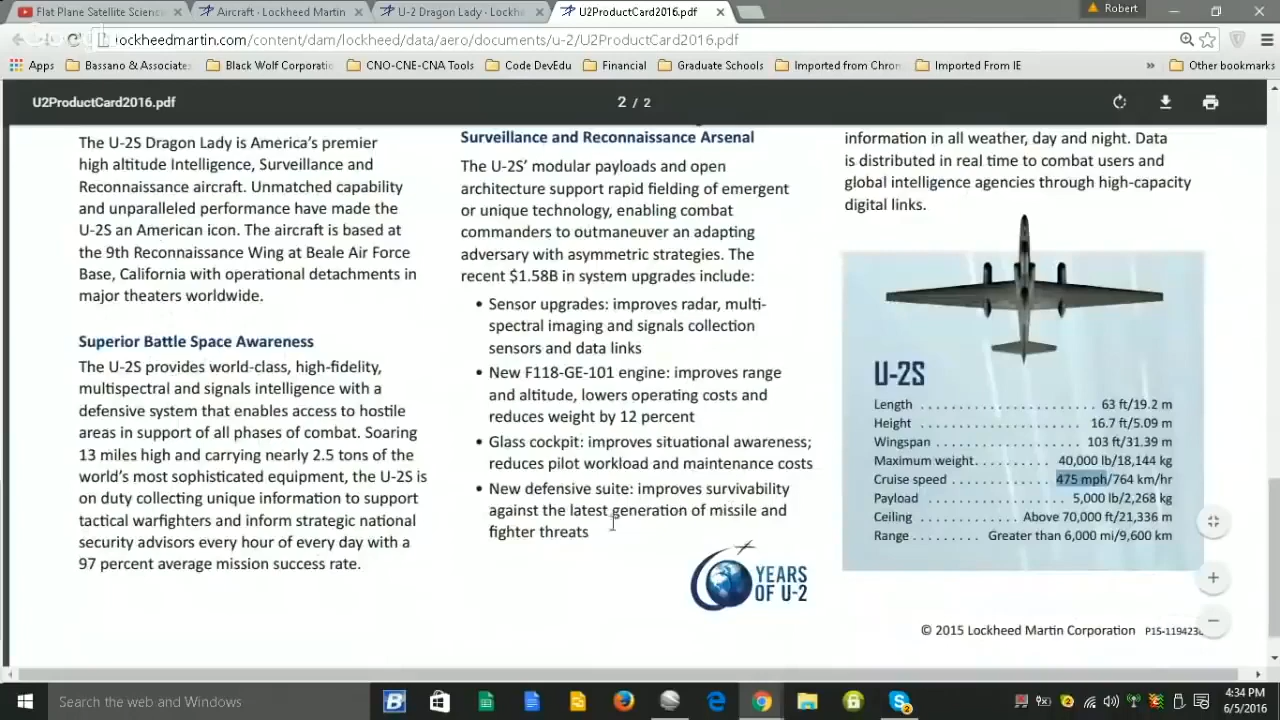 Flat Plane Satellite Scienc
Aircraft - Lockheed Martin
U-2 Dragon Lady - Lockhe
U2ProductCard2016.pdf
Robert
lockheedmartin.com/content/dam/lockheed/data/aero/documents/u-2/U2ProductCard2016.pdf
Apps
Bassano & Associate
Black Wolf Corporatio
CNO-CNE-CNA Tools
Code DevEdu
Financial
Graduate Schools
Imported from Chrom
Imported From IE
»
Other bookmarks
U2ProductCard2016.pdf
2 / 2
The U-2S Dragon Lady is America's premier
high altitude Intelligence, Surveillance and
Reconnaissance aircraft. Unmatched capability
and unparalleled performance have made the
U-2S an American icon. The aircraft is based at
the 9th Reconnaissance Wing at Beale Air Force
Base, California with operational detachments in
major theaters worldwide.
Superior Battle Space Awareness
The U-2S provides world-class, high-fidelity,
multispectral and signals intelligence with a
defensive system that enables access to hostile
areas in support of all phases of combat. Soaring
13 miles high and carrying nearly 2.5 tons of the
world's most sophisticated equipment, the U-2S is
on duty collecting unique information to support
tactical warfighters and inform strategic national
security advisors every hour of every day with a
97 percent average mission success rate.
Surveillance and Reconnaissance Arsenal
The U-2S' modular payloads and open
architecture support rapid fielding of emergent
or unique technology, enabling combat
commanders to outmaneuver an adapting
adversary with asymmetric strategies. The
recent $1.58B in system upgrades include:
• Sensor upgrades: improves radar, multi-
spectral imaging and signals collection
sensors and data links
• New F118-GE-101 engine: improves range
and altitude, lowers operating costs and
reduces weight by 12 percent
• Glass cockpit: improves situational awareness;
reduces pilot workload and maintenance costs
• New defensive suite: improves survivability
against the latest generation of missile and
fighter threats
YEARS
OF U-2
information in all weather, day and night. Data
is distributed in real time to combat users and
global intelligence agencies through high-capacity
digital links.
U-2S
Length . . . . . . . . . . . . . . . . . . . . . . . . 63 ft/19.2 m
Height . . . . . . . . . . . . . . . . . . . . . . . 16.7 ft/5.09 m
Wingspan . . . . . . . . . . . . . . . . . . . . 103 ft/31.39 m
Maximum weight. . . . . . . . . . . 40,000 lb/18,144 kg
Cruise speed . . . . . . . . . . . . . . . 475 mph/764 km/hr
Payload . . . . . . . . . . . . . . . . . . . . 5,000 lb/2,268 kg
Ceiling . . . . . . . . . . . . . . Above 70,000 ft/21,336 m
Range . . . . . . . . . Greater than 6,000 mi/9,600 km
© 2015 Lockheed Martin Corporation P15-119423
Search the web and Windows
4:34 PM
6/5/2016